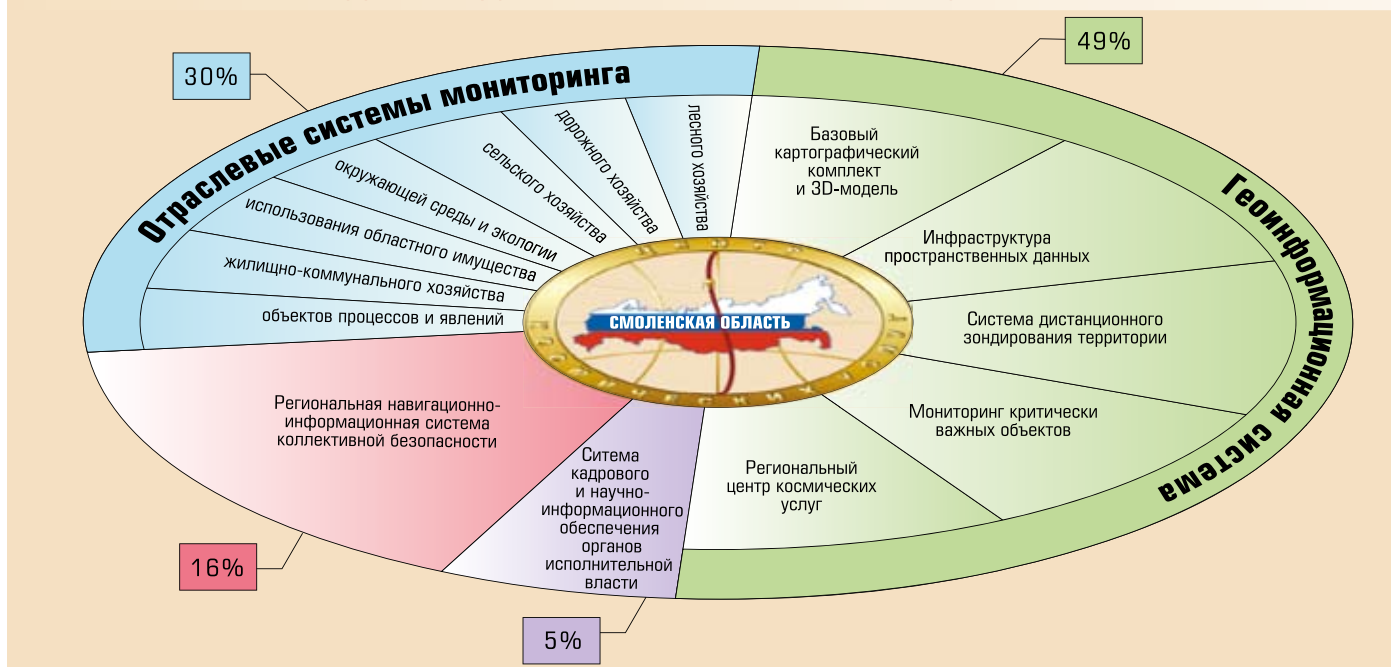 30%
49%
Отраслевые системы мониторинга
лесного хозяйства
дорожного хозяйства
сельского хозяйства
окружающей среды и экологии
использования областного имущества
жилищно-коммунального хозяйства
объектов процессов и явлений
Базовый
картографический
комплект
и 3D-модель
Инфраструктура
пространственных данных
Геоинформационная система
Система дистанционного
зондирования территории
Мониторинг критически
важных объектов
Региональный
центр космических
услуг
СМОЛЕНСКАЯ ОБЛАСТЬ
Региональная навигационно-
информационная система
коллективной безопасности
Ситема
кадрового
и научно-
информационного
обеспечения
органов
исполнительной
власти
16%
5%